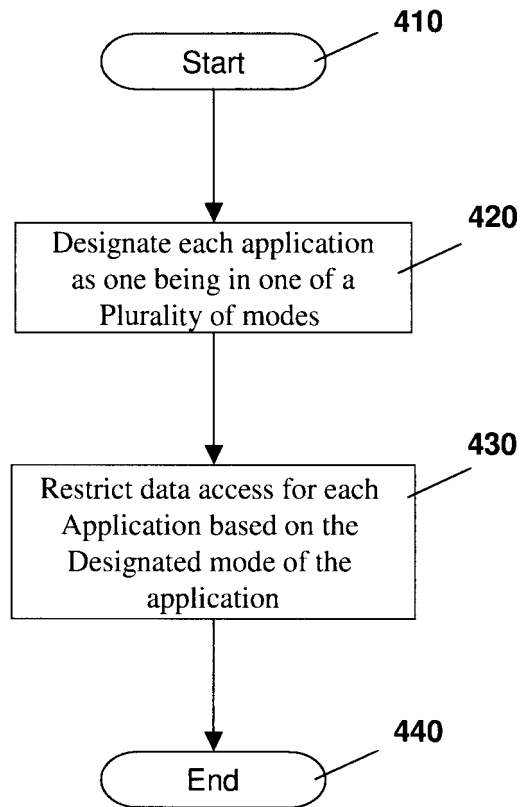 410
Start
420
Designate each application
as one being in one of a
Plurality of modes
430
Restrict data access for each
Application based on the
Designated mode of the
application
440
End